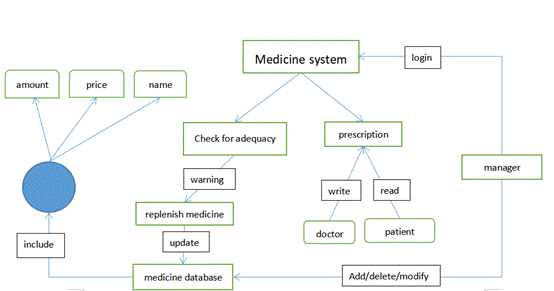 Medicine system
login
amount
price
name
Check for adequacy
prescription
warning
manager
write
read
replenish medicine
doctor
patient
include
update
medicine database
Add/delete/modify